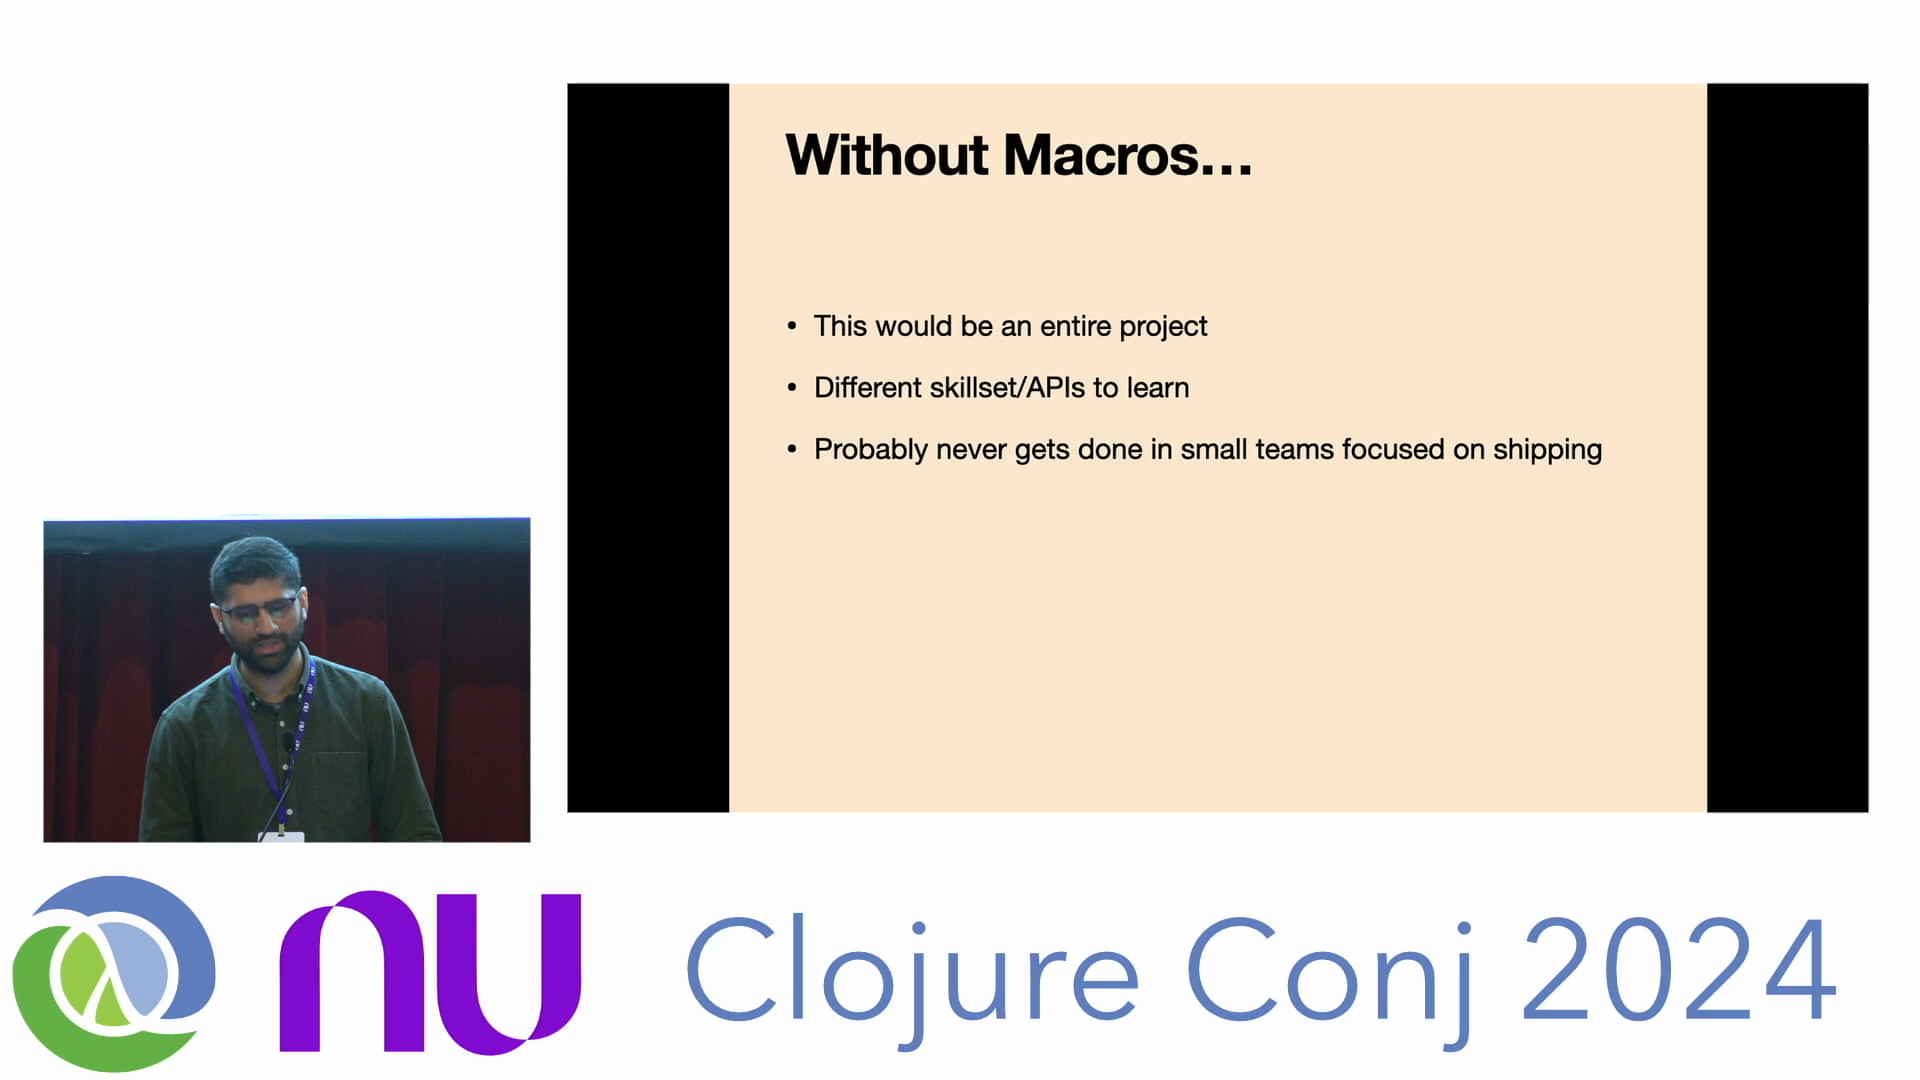 Without Macros…
• This would be an entire project
• Different skillset/APIs to learn
• Probably never gets done in small teams focused on shipping
nu
Clojure Conj 2024